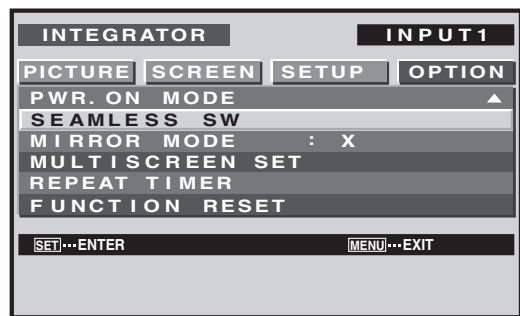 INTEGRATOR INPUT1
PICTURE SCREEN SETUP OPTION
PWR. ON MODE ▲
SEAMLESS SW
MIRROR MODE : X
MULTISCREEN SET
REPEAT TIMER
FUNCTION RESET
SET···ENTER MENU···EXIT